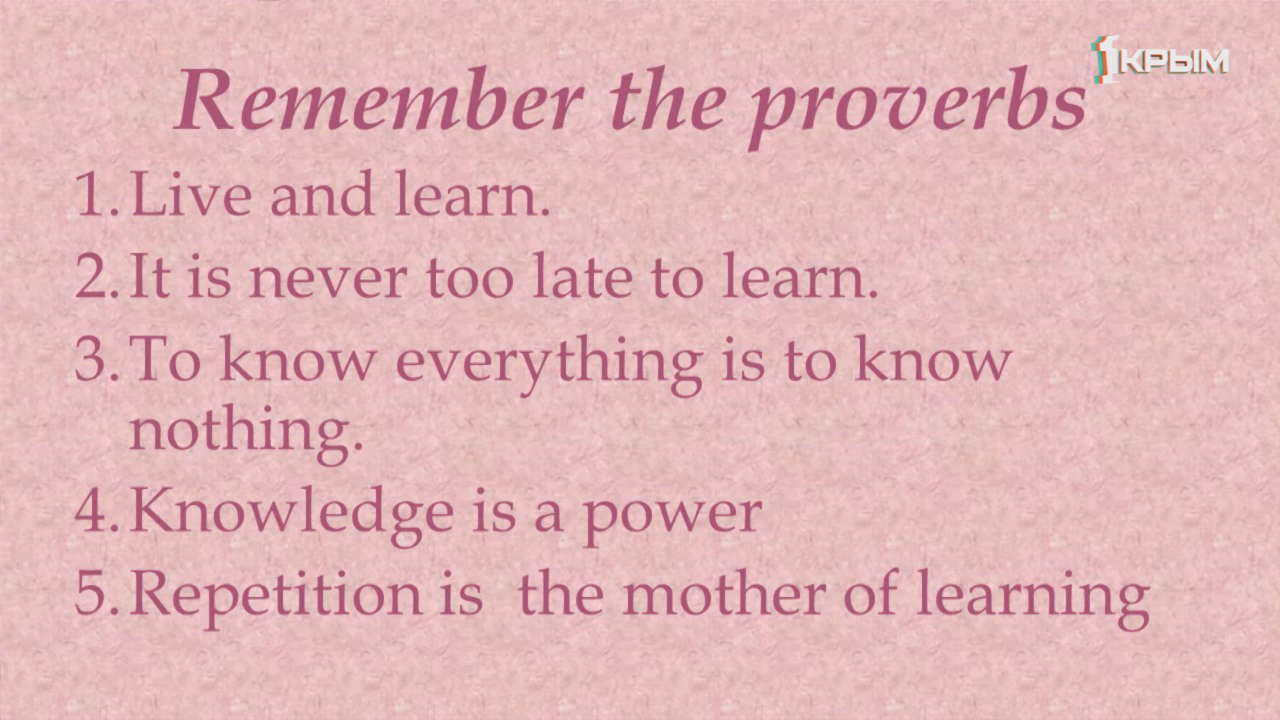 Remember the proverbs
1КРЫМ
1. Live and learn.
2. It is never too late to learn.
3. To know everything is to know
nothing.
4. Knowledge is a power
5. Repetition is  the mother of learning